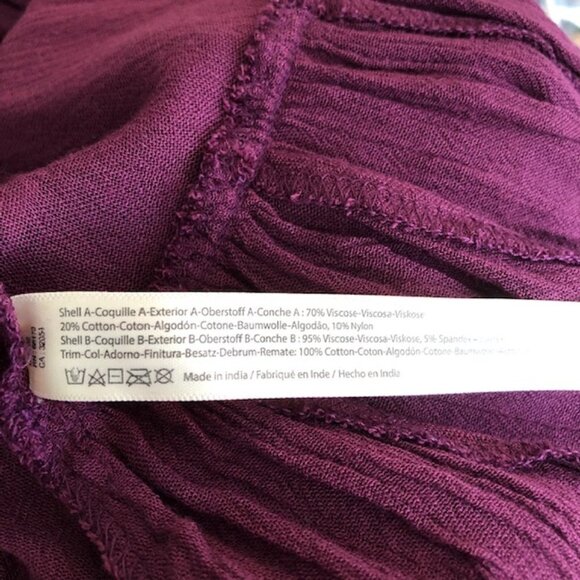 Shell A-Coquille A-Exterior A-Oberstoff A-Conche A : 70% Viscose-Viscosa-Viskose
20% Cotton-Coton-Algodón-Cotone-Baumwolle-Algodão, 10% Nylon
Shell B-Coquille B-Exterior B-Oberstoff B-Conche B : 95% Viscose-Viscosa-Viskose, 5% Spandex
Trim-Col-Adorno-Finitura-Besatz-Debrum-Remate: 100% Cotton-Coton-Algodón-Cotone
Made in india / Fabriqué en Inde / Hecho en India
CA